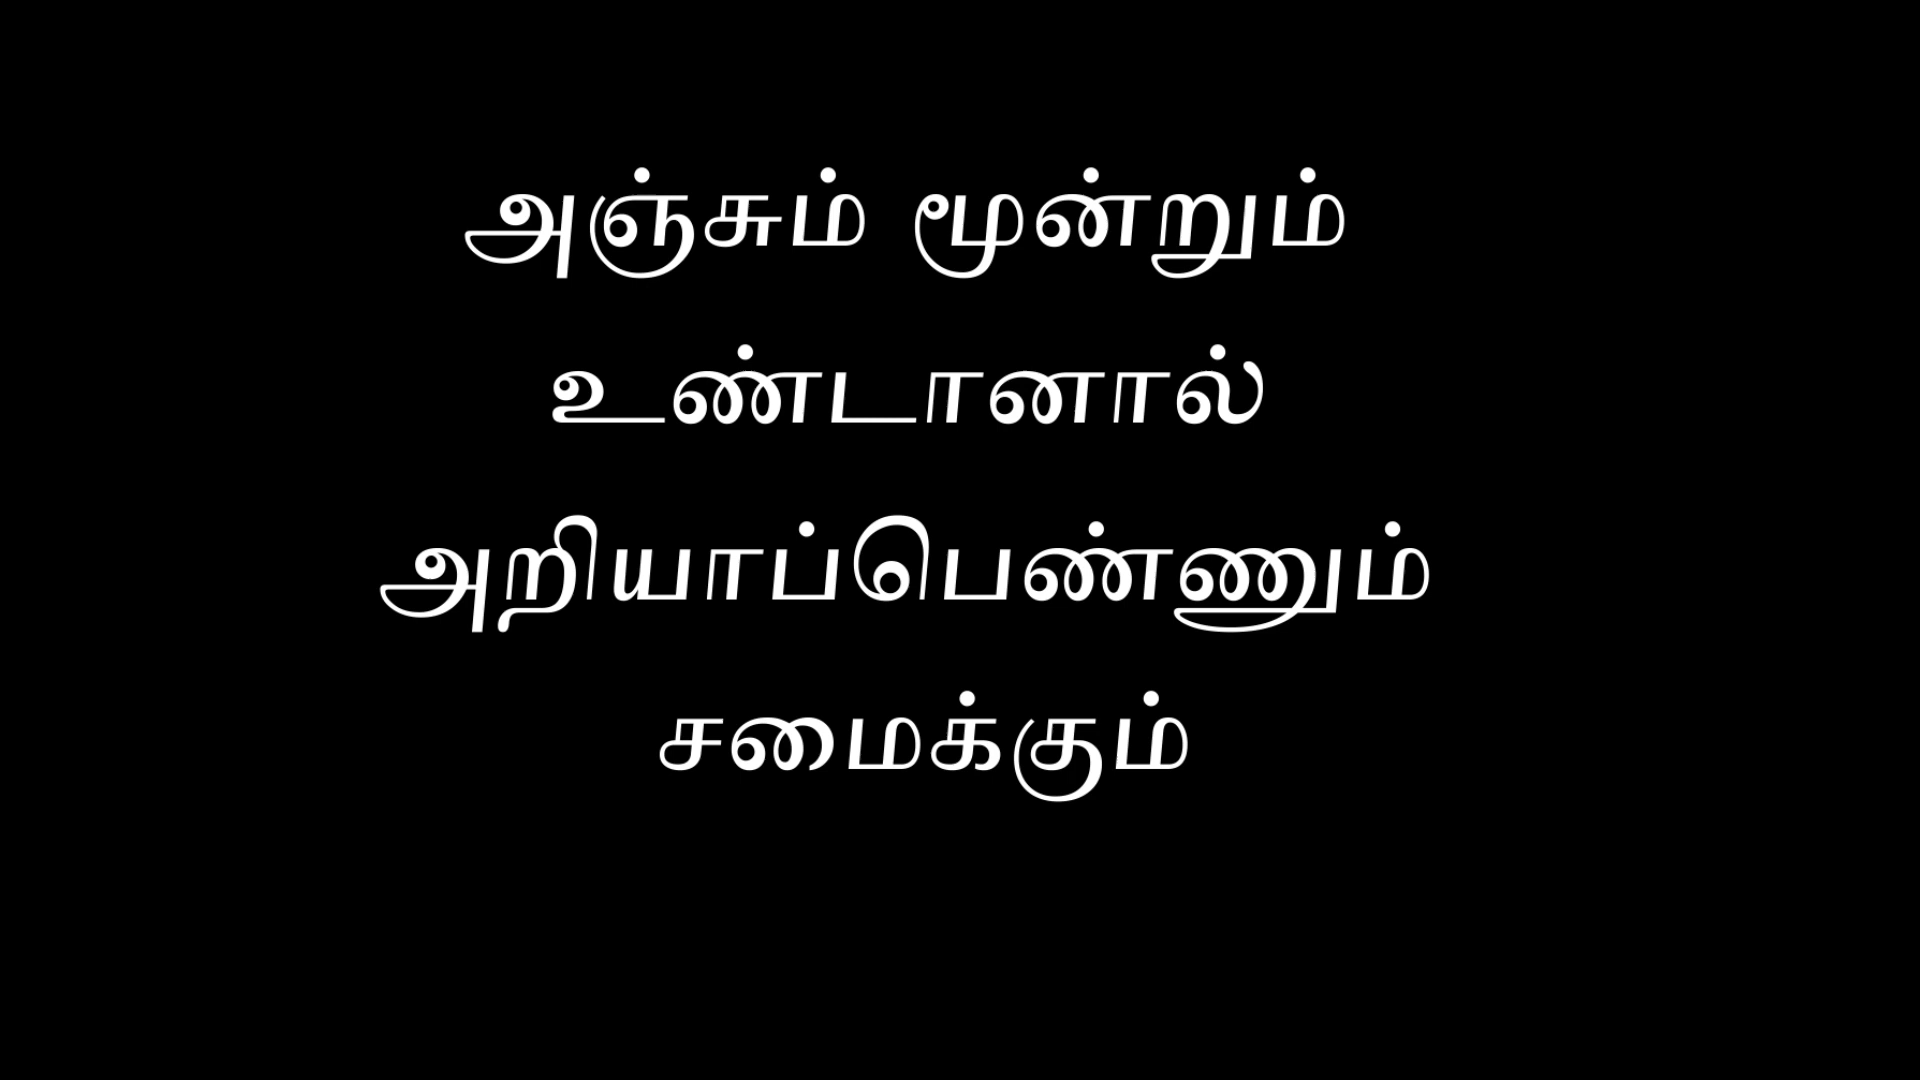 அஞ்சும் மூன்றும்
உண்டானால்
அறியாப்பெண்ணும்
சமைக்கும்